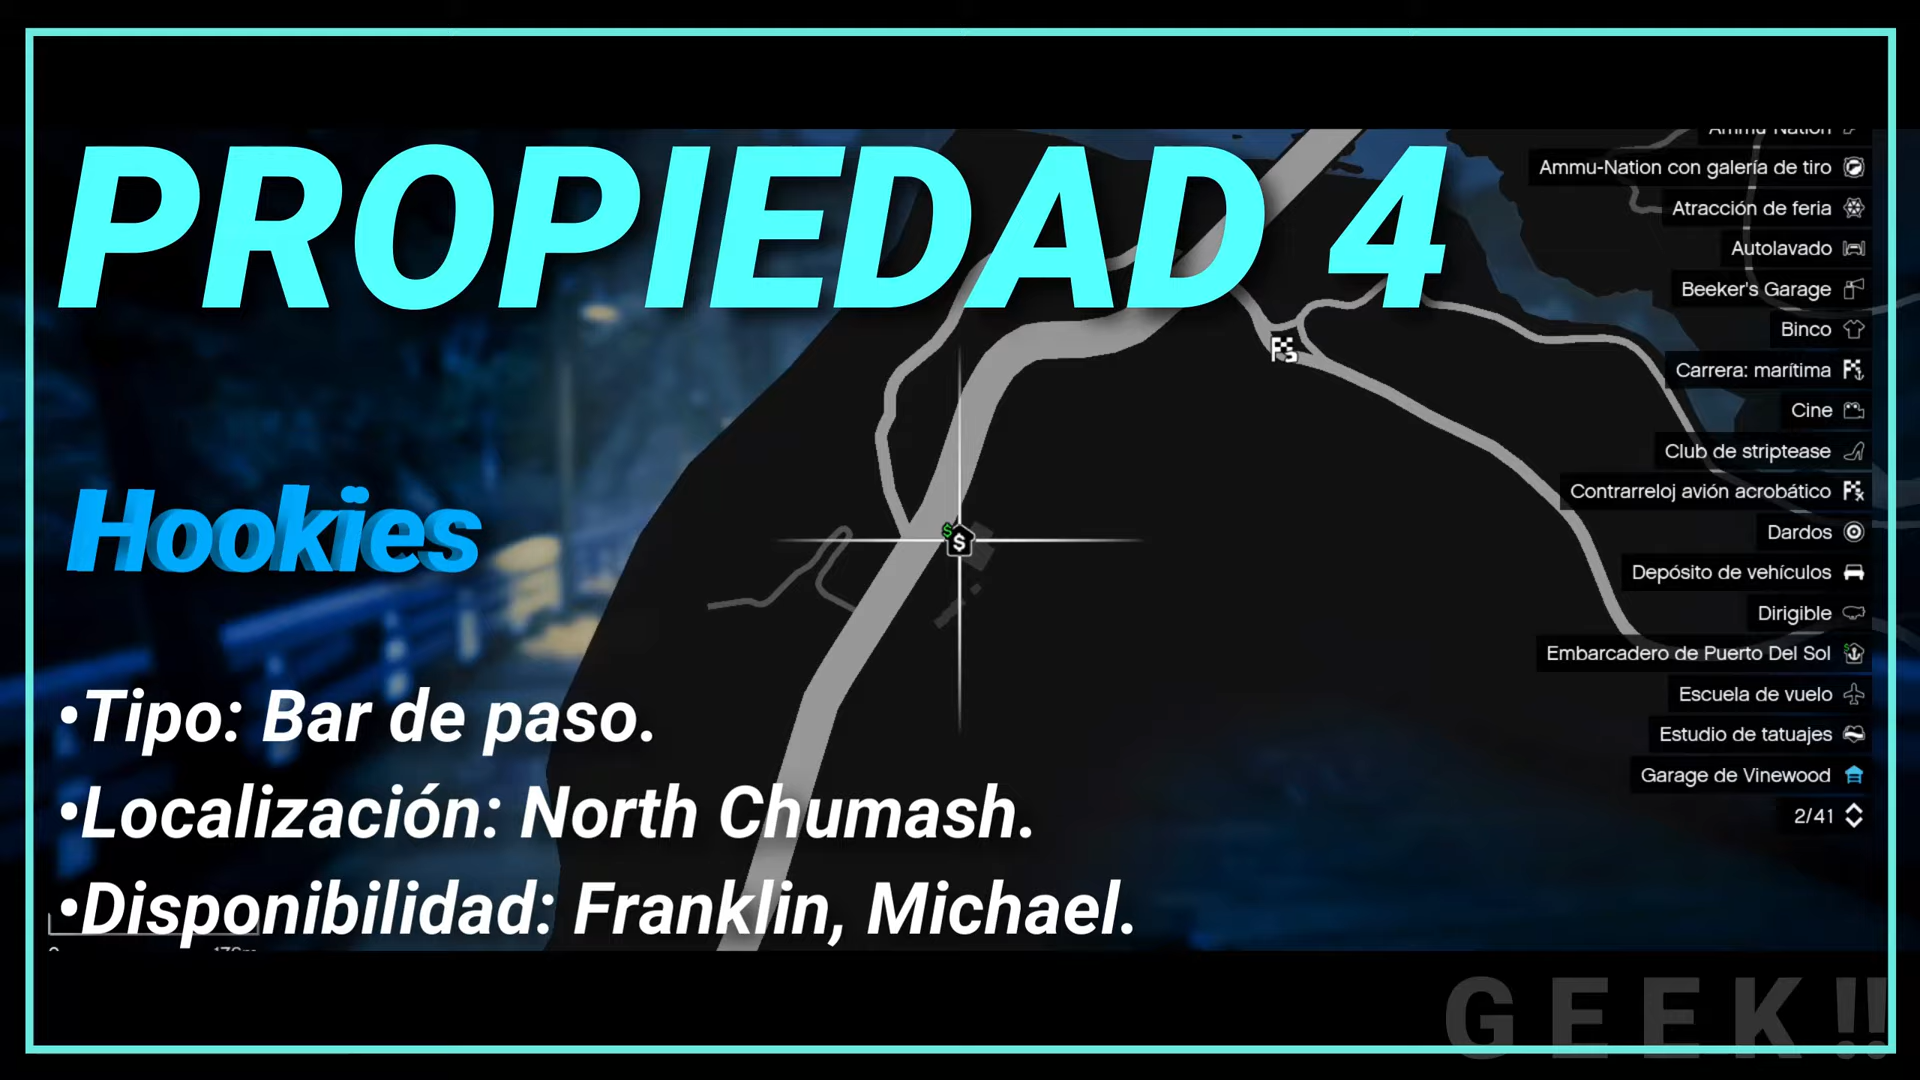 PROPIEDAD 4
Ammu-Nation
Ammu-Nation con galería de tiro
Atracción de feria
Autolavado
Beeker's Garage
Binco
Carrera: marítima
Cine
Club de striptease
Contrarreloj avión acrobático
Dardos
Depósito de vehículos
Dirigible
Embarcadero de Puerto Del Sol
Escuela de vuelo
Estudio de tatuajes
Garage de Vinewood
2/41
Hookies
•Tipo: Bar de paso.
•Localización: North Chumash.
•Disponibilidad: Franklin, Michael.
GEEK!!